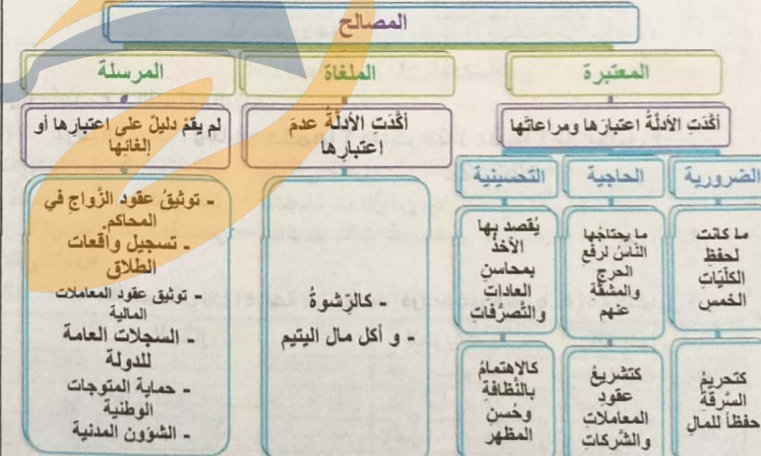 المصالح
المعتبرة
الملغاة
المرسلة
أكَّدَتِ الأدلَّةُ اعتبارَها ومراعاتَها
أكَّدَتِ الأدلَّةُ عدمَ
اعتبارِها
لم يقمْ دليلٌ على اعتبارِها أو
إلغائِها
الضرورية
الحاجية
التحسينية
ما كانت
لحفظِ
الكلّيّاتِ
الخمسِ
ما يحتاجُها
النَّاسُ لرفعِ
الحرجِ
والمشقَّةِ
عنهم
يُقصدُ بها
الأخذُ
بمحاسنِ
العاداتِ
والتَّصرُّفاتِ
كتحريمِ
السَّرقةِ
حفظاً للمالِ
كتشريعِ
عقودِ
المعاملاتِ
والشَّركاتِ
كالاهتمامُ
بالنَّظافةِ
وحُسنِ
المظهرِ
- كالرّشوةُ
- و أكل مال اليتيم
- توثيقُ عقود الزَّواج في
المحاكم.
- تسجيل واقعات
الطلاق
- توثيق عقود المعاملات
المالية
- السجلات العامة
للدولة
- حماية المتوجات
الوطنية
- الشؤون المدنية